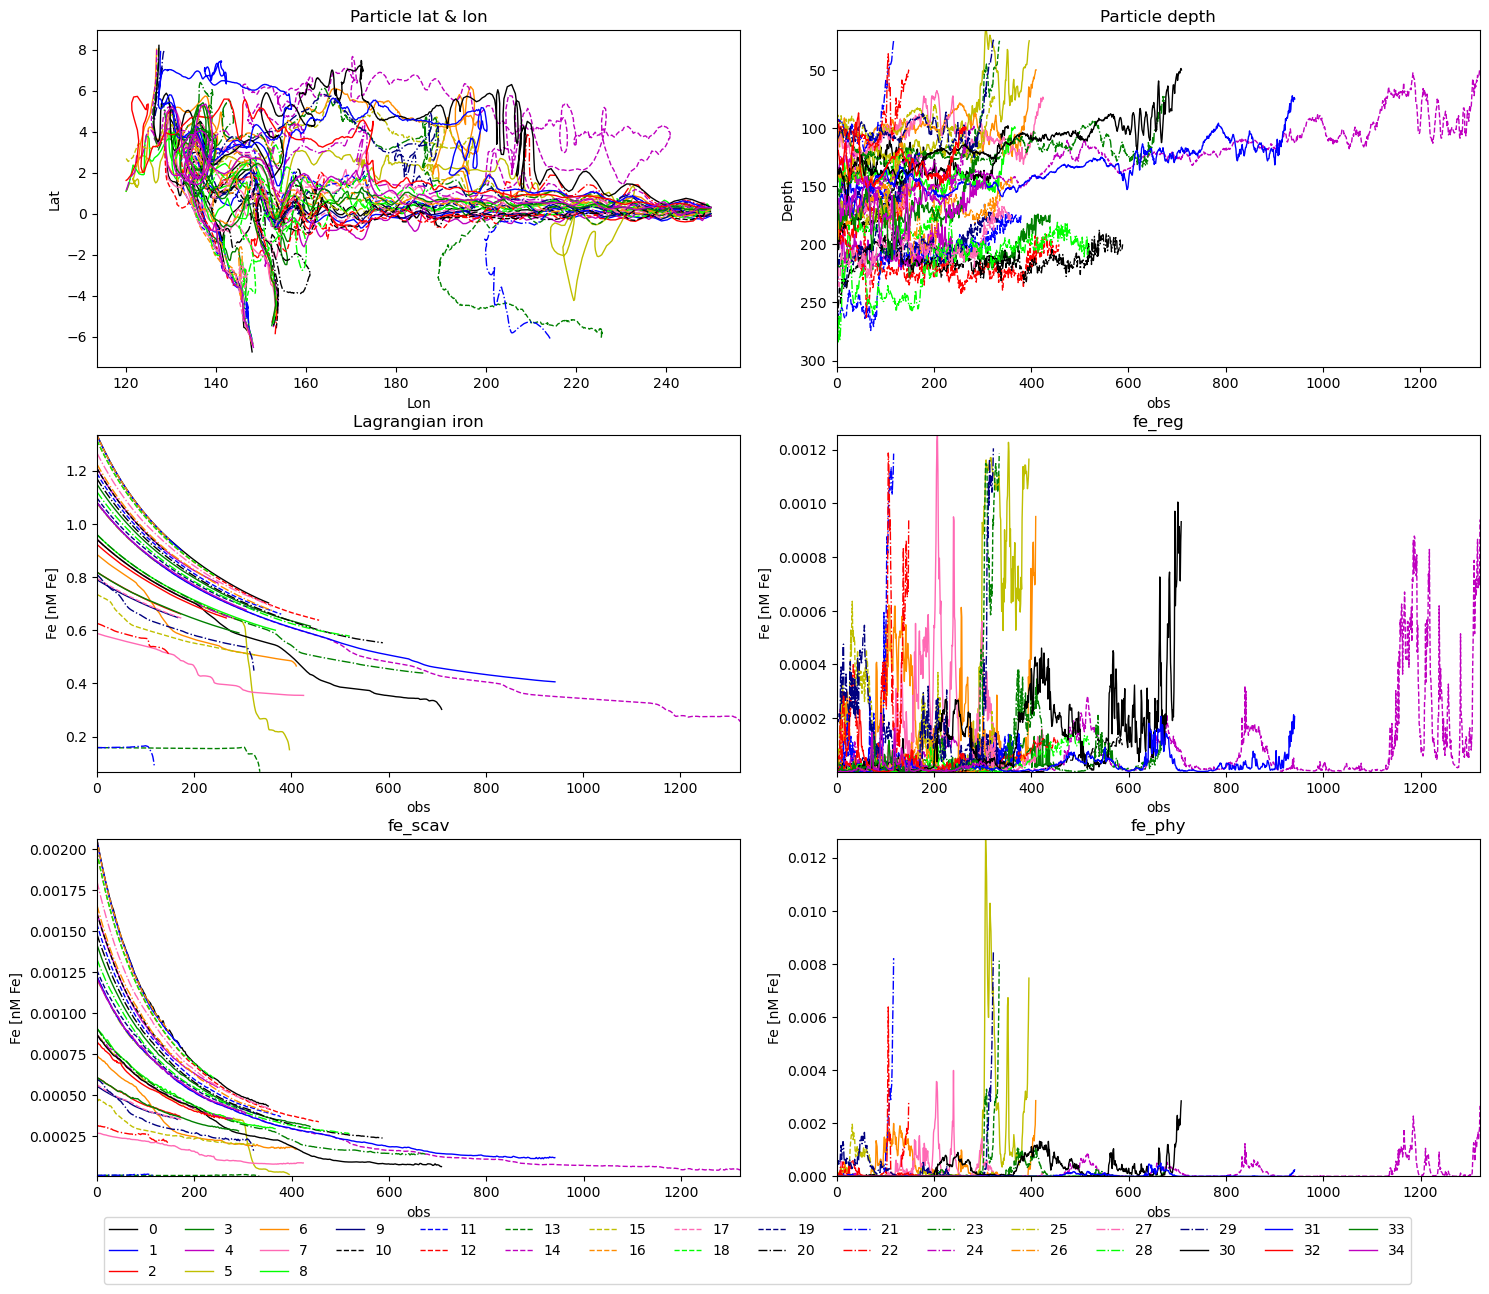 Particle lat & lon
Lat
8
6
4
2
0
−2
−4
−6
120 140 160 180 200 220 240
Lon
Particle depth
Depth
50
100
150
200
250
300
0 200 400 600 800 1000 1200
obs
Lagrangian iron
Fe [nM Fe]
1.2
1.0
0.8
0.6
0.4
0.2
0 200 400 600 800 1000 1200
obs
fe_reg
Fe [nM Fe]
0.0012
0.0010
0.0008
0.0006
0.0004
0.0002
0 200 400 600 800 1000 1200
obs
fe_scav
Fe [nM Fe]
0.00200
0.00175
0.00150
0.00125
0.00100
0.00075
0.00050
0.00025
0 200 400 600 800 1000 1200
obs
fe_phy
Fe [nM Fe]
0.012
0.010
0.008
0.006
0.004
0.002
0.000
0 200 400 600 800 1000 1200
obs
0 3 6 9 11 13 15 17 19 21 23 25 27 29 31 33
1 4 7 10 12 14 16 18 20 22 24 26 28 30 32 34
2 5 8